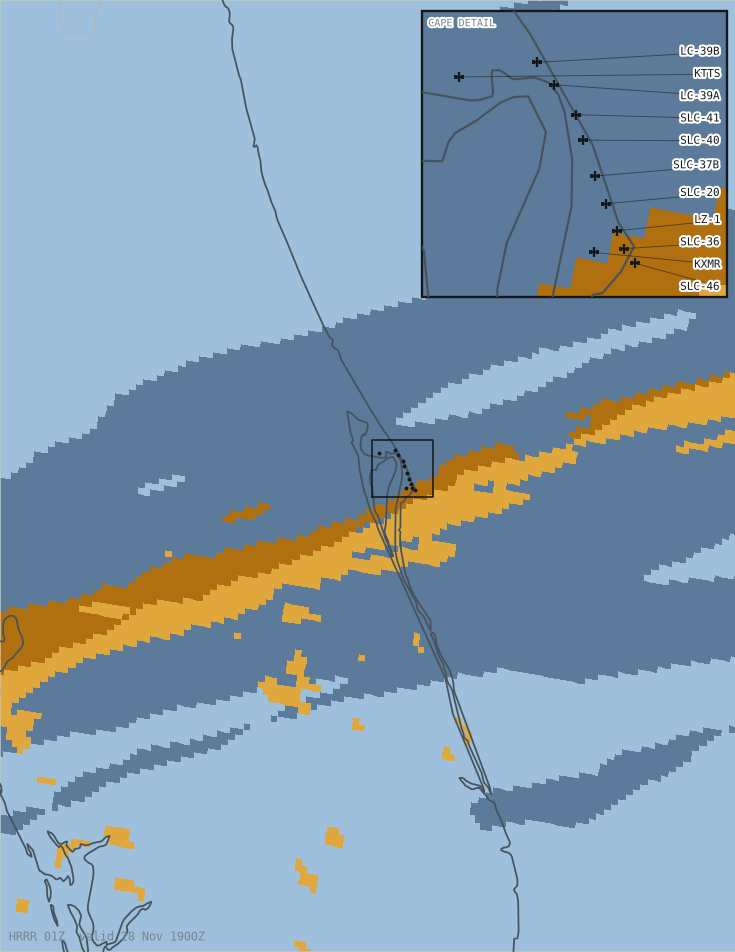 CAPE DETAIL
LC-39B
KTTS
LC-39A
SLC-41
SLC-40
SLC-37B
SLC-20
LZ-1
SLC-36
KXMR
SLC-46
HRRR 01Z  valid 28 Nov 1900Z